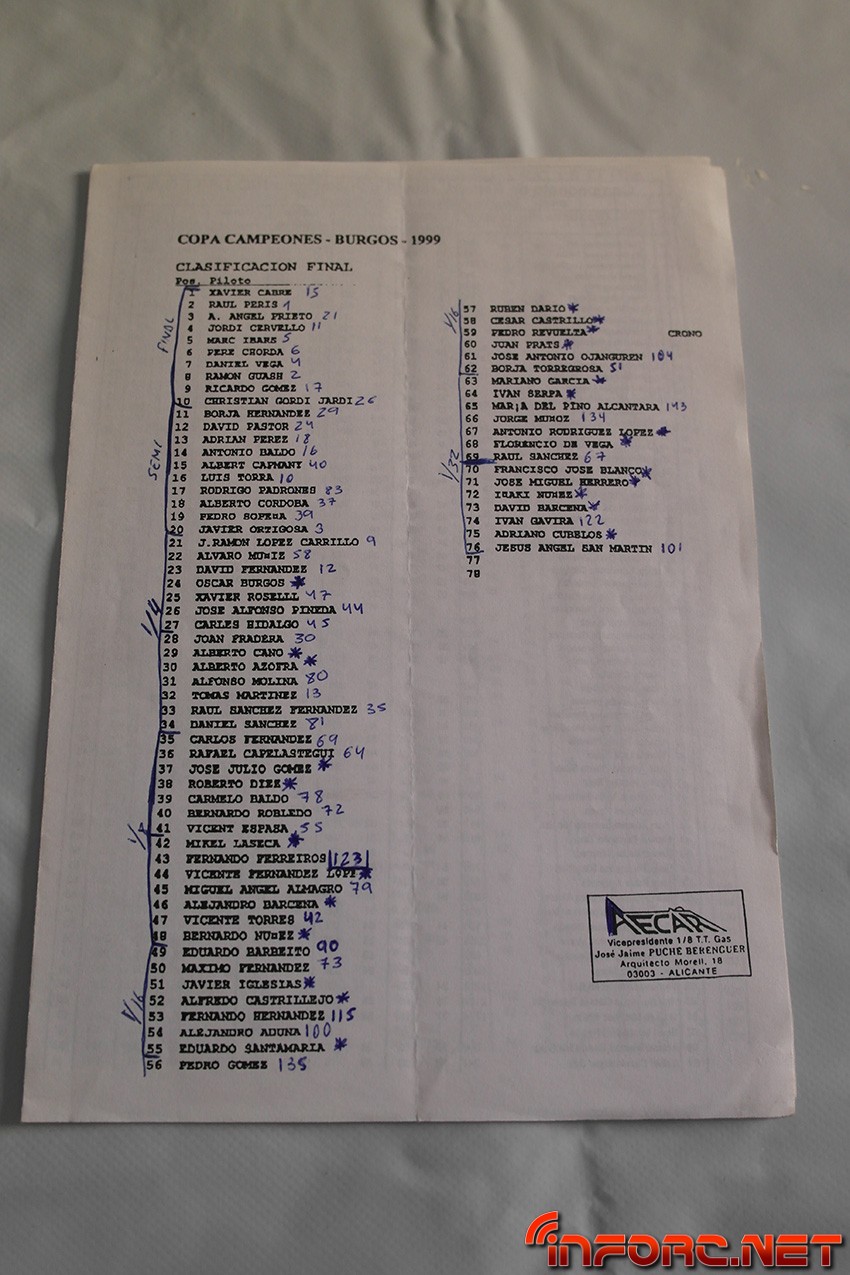 COPA CAMPEONES - BURGOS - 1999
CLASIFICACION FINAL
Pos. Piloto
FINAL
1 XAVIER CABRE 15
2 RAUL PERIS 1
3 A. ANGEL PRIETO 21
4 JORDI CERVELLO 11
5 MARC IBARS 5
6 PERE CHORDA 6
7 DANIEL VEGA 4
8 RAMON GUASH 2
9 RICARDO GOMEZ 17
10 CHRISTIAN GORDI JARDI 26
SEMI
11 BORJA HERNANDEZ 29
12 DAVID PASTOR 24
13 ADRIAN PEREZ 18
14 ANTONIO BALDO 16
15 ALBERT CAPMANY 40
16 LUIS TORRA 10
17 RODRIGO PADRONES 83
18 ALBERTO CORDOBA 37
19 PEDRO SOPE¤A 39
20 JAVIER ORTIGOSA 3
21 J.RAMON LOPEZ CARRILLO 9
22 ALVARO MU¤IZ 58
23 DAVID FERNANDEZ 12
24 OSCAR BURGOS *
25 XAVIER ROSELLL 47
1/4
26 JOSE ALFONSO PINEDA 44
27 CARLES HIDALGO 45
28 JOAN FRADERA 30
29 ALBERTO CANO *
30 ALBERTO AZOFRA *
31 ALFONSO MOLINA 80
32 TOMAS MARTINEZ 13
33 RAUL SANCHEZ FERNANDEZ 35
34 DANIEL SANCHEZ 81
35 CARLOS FERNANDEZ 69
36 RAFAEL CAPELASTEGUI 64
37 JOSE JULIO GOMEZ *
38 ROBERTO DIEZ *
39 CARMELO BALDO 78
40 BERNARDO ROBLEDO 72
41 VICENT ESPASA 55
42 MIKEL LASECA *
43 FERNANDO FERREIROS 123
44 VICENTE FERNANDEZ LOPE *
45 MIGUEL ANGEL ALMAGRO 79
46 ALEJANDRO BARCENA *
47 VICENTE TORRES 42
48 BERNARDO NU¤EZ *
49 EDUARDO BARBEITO 90
50 MAXIMO FERNANDEZ 73
51 JAVIER IGLESIAS *
1/16
52 ALFREDO CASTRILLEJO *
53 FERNANDO HERNANDEZ 115
54 ALEJANDRO ADUNA 100
55 EDUARDO SANTAMARIA *
56 PEDRO GOMEZ 135
1/16
57 RUBEN DARIO *
58 CESAR CASTRILLO *
59 PEDRO REVUELTA * CRONO
60 JUAN PRATS *
61 JOSE ANTONIO OJANGUREN 104
62 BORJA TORREGROSA 51
63 MARIANO GARCIA *
64 IVAN SERPA *
65 MARIA DEL PINO ALCANTARA 143
66 JORGE MU¤OZ 134
67 ANTONIO RODRIGUEZ LOPEZ *
68 FLORENCIO DE VEGA *
1/32
69 RAUL SANCHEZ 67
70 FRANCISCO JOSE BLANCO *
71 JOSE MIGUEL HERRERO *
72 I¤AKI NU¤EZ *
73 DAVID BARCENA *
74 IVAN GAVIRA 122
75 ADRIANO CUBELOS *
76 JESUS ANGEL SAN MARTIN 101
77
78
AECAR
Vicepresidente 1/8 T.T. Gas
José Jaime PUCHE BERENGUER
Arquitecto Morell, 18
03003 - ALICANTE
inforc.net